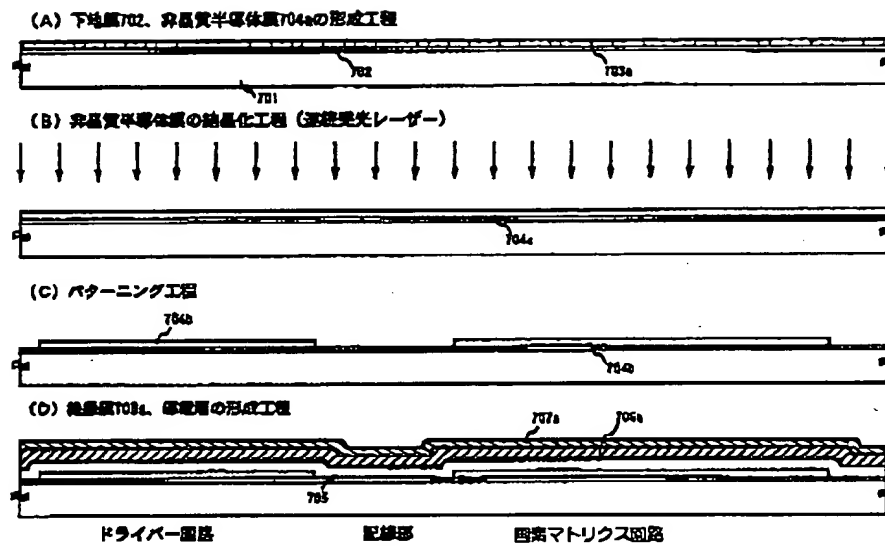 (A) 下地膜702、非晶質半導体膜704aの形成工程
702
703a
701
(B) 非晶質半導体膜の結晶化工程 (連続発光レーザー)
704c
(C) パターニング工程
704b
704b
(D) 絶縁膜708a、導電層の形成工程
707a
706a
705
ドライバー回路
配線部
画素マトリクス回路